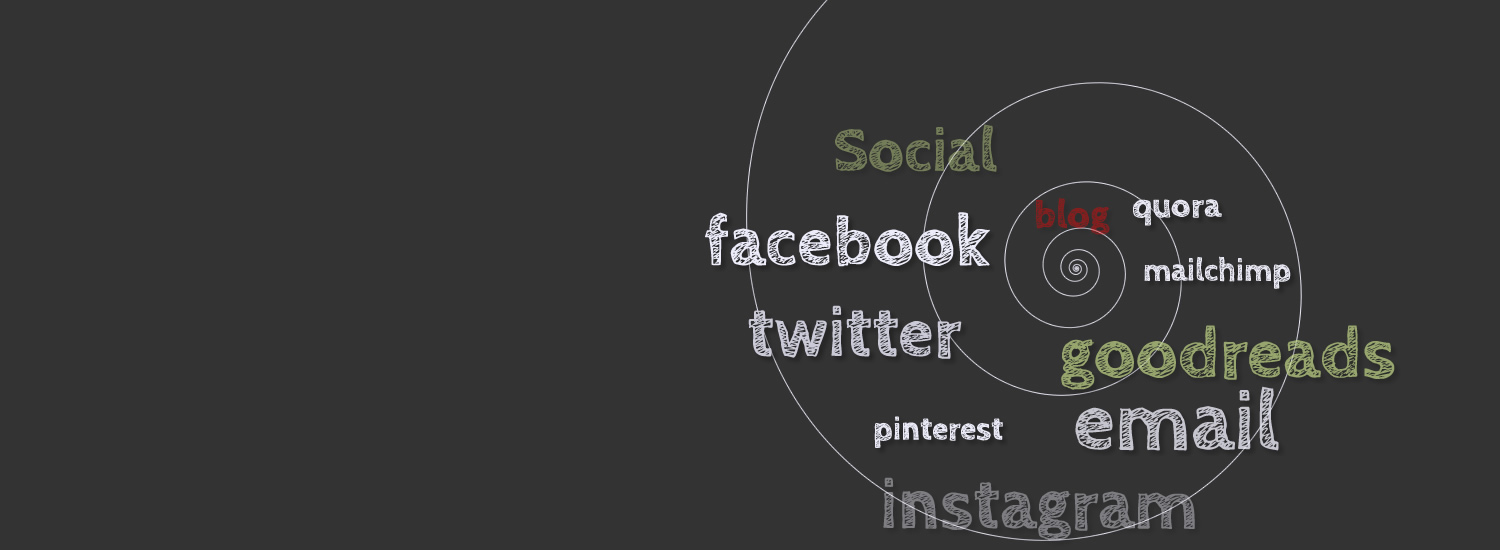 Social
blog
quora
facebook
mailchimp
twitter
goodreads
email
pinterest
instagram